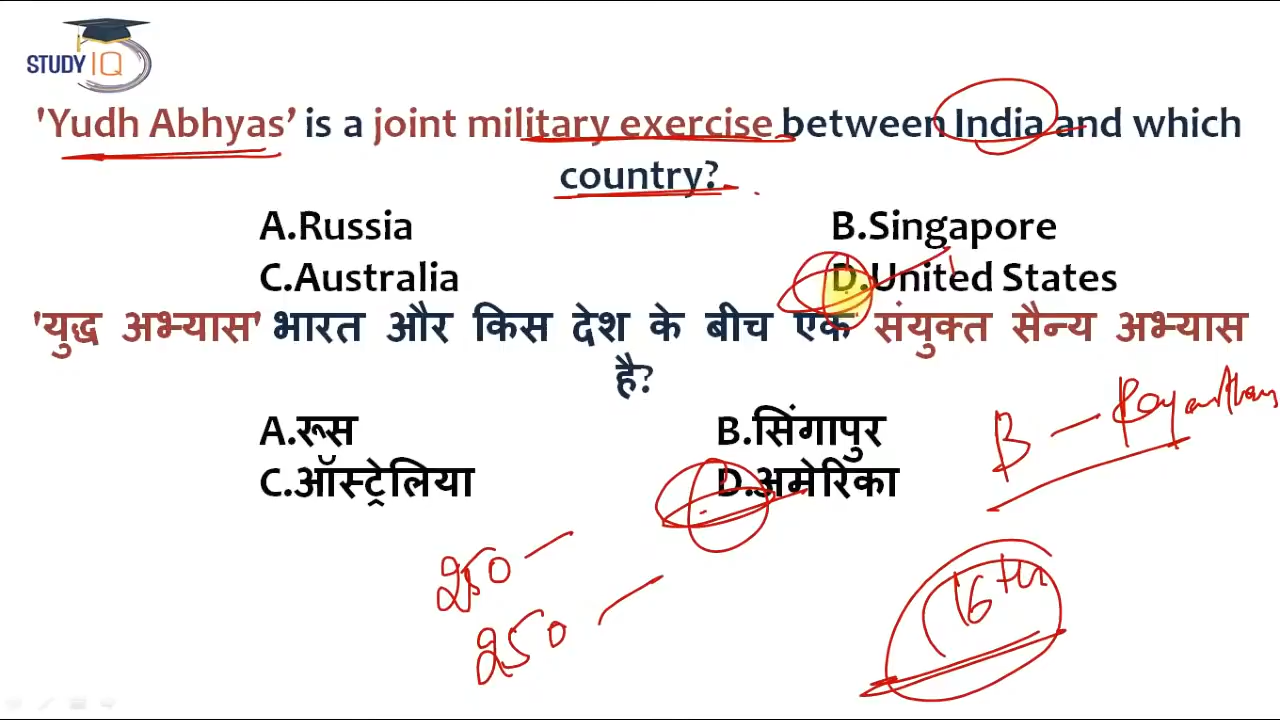 STUDY IQ
'Yudh Abhyas’ is a joint military exercise between India and which
country?
A.Russia
B.Singapore
C.Australia
D.United States
'युद्ध अभ्यास' भारत और किस देश के बीच एक संयुक्त सैन्य अभ्यास
है?
A.रूस
B.सिंगापुर
C.ऑस्ट्रेलिया
D.अमेरिका
B – Rajasthan
250 –
250 –
16th